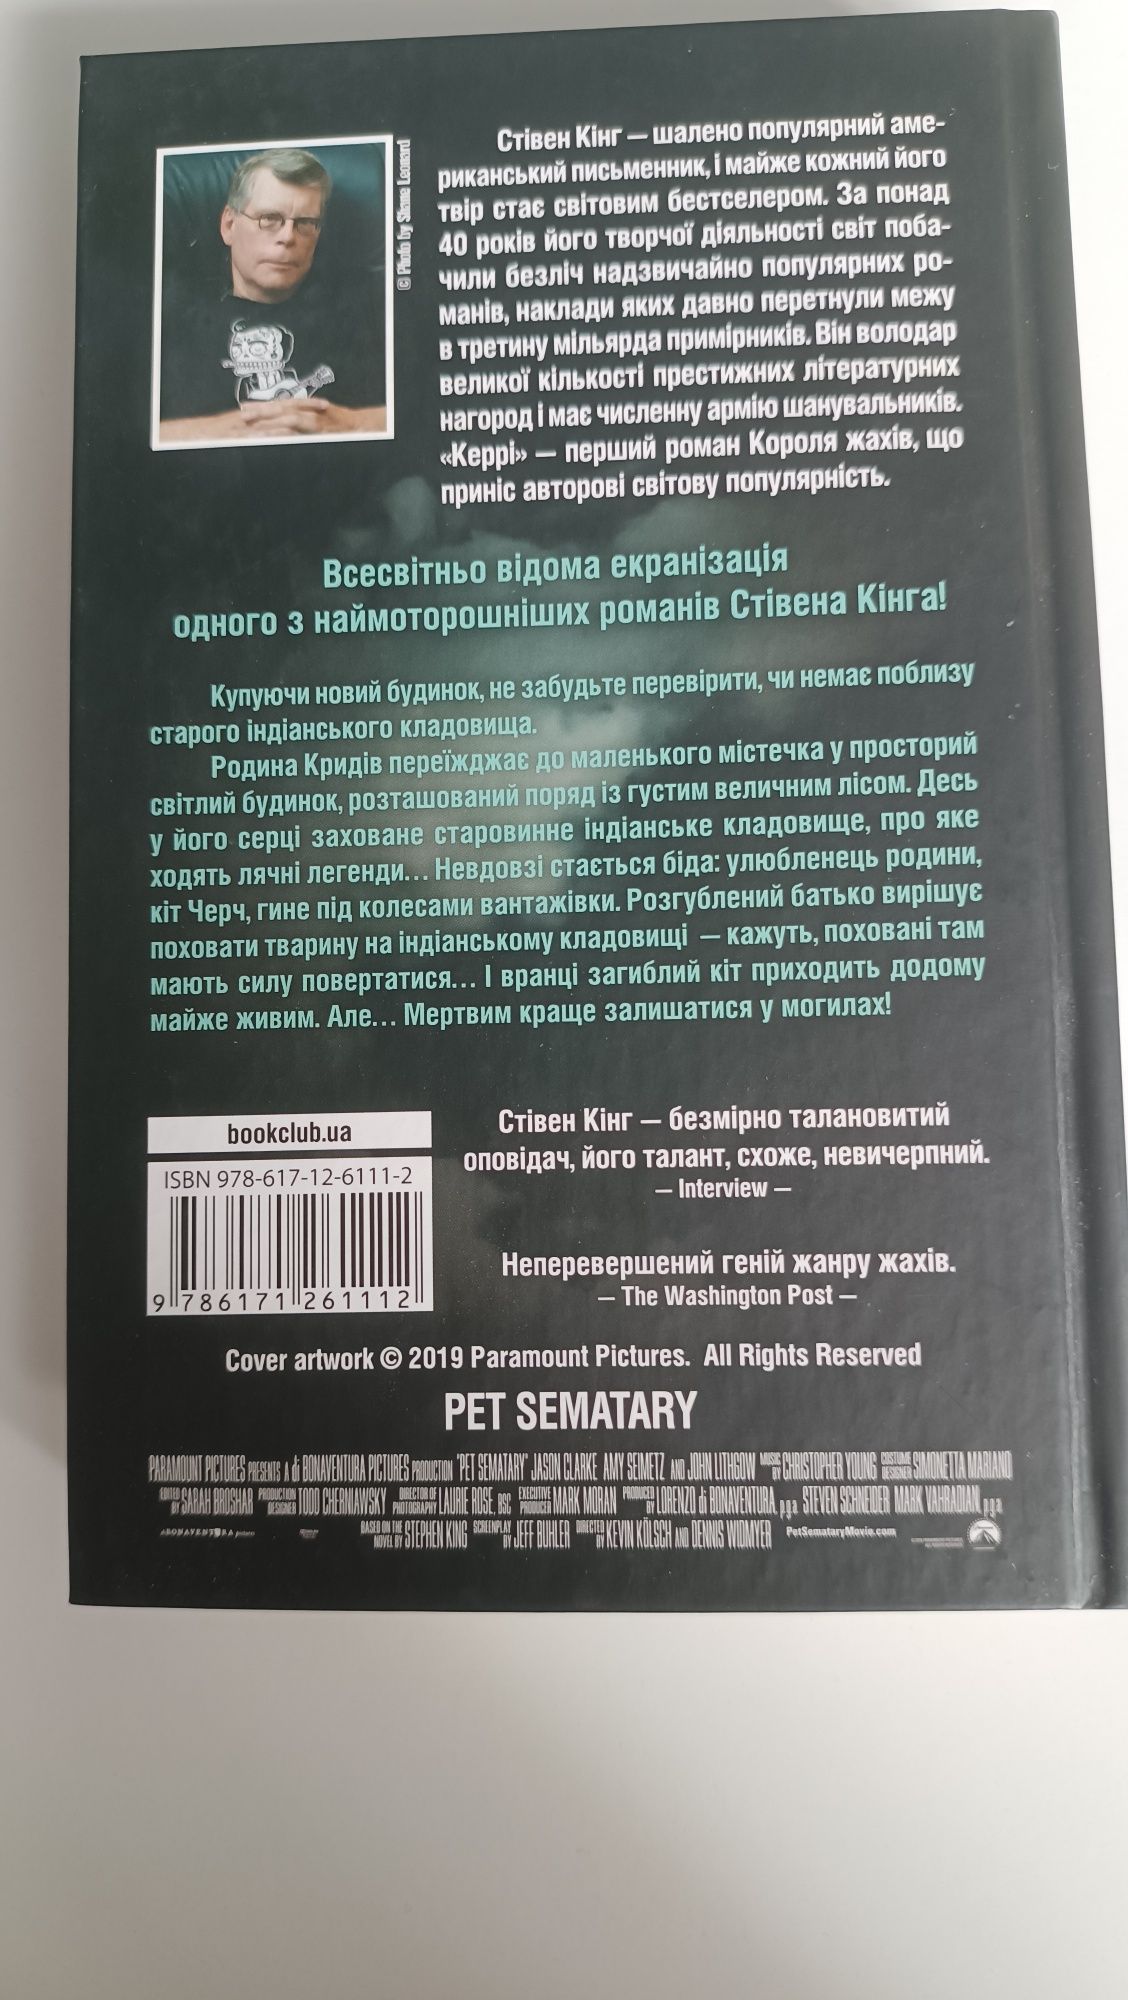 © Photo by Shane Leonard
Стівен Кінг — шалено популярний аме-
риканський письменник, і майже кожний його
твір стає світовим бестселером. За понад
40 років його творчої діяльності світ поба-
чили безліч надзвичайно популярних ро-
манів, наклади яких давно перетнули межу
в третину мільярда примірників. Він володар
великої кількості престижних літературних
нагород і має численну армію шанувальників.
«Керрі» — перший роман Короля жахів, що
приніс авторові світову популярність.
Всесвітньо відома екранізація
одного з наймоторошніших романів Стівена Кінга!
Купуючи новий будинок, не забудьте перевірити, чи немає поблизу
старого індіанського кладовища.
Родина Кридів переїжджає до маленького містечка у просторий
світлий будинок, розташований поряд із густим величним лісом. Десь
у його серці заховане старовинне індіанське кладовище, про яке
ходять лячні легенди... Невдовзі стається біда: улюбленець родини,
кіт Черч, гине під колесами вантажівки. Розгублений батько вирішує
поховати тварину на індіанському кладовищі — кажуть, поховані там
мають силу повертатися... І вранці загиблий кіт приходить додому
майже живим. Але... Мертвим краще залишатися у могилах!
bookclub.ua
ISBN 978-617-12-6111-2
9 786171 261112
Стівен Кінг — безмірно талановитий
оповідач, його талант, схоже, невичерпний.
— Interview —
Неперевершений геній жанру жахів.
— The Washington Post —
Cover artwork © 2019 Paramount Pictures. All Rights Reserved
PET SEMATARY
PARAMOUNT PICTURES PRESENTS A di BONAVENTURA PICTURES PRODUCTION "PET SEMATARY" JASON CLARKE AMY SEIMETZ AND JOHN LITHGOW MUSIC BY CHRISTOPHER YOUNG COSTUME DESIGNER SIMONETTA MARIANO
EDITED BY SARAH BROSHAR PRODUCTION DESIGNER TODD CHERNIAWSKY DIRECTOR OF PHOTOGRAPHY LAURIE ROSE, BSC EXECUTIVE PRODUCER MARK MORAN PRODUCED BY LORENZO di BONAVENTURA, p.g.a. STEVEN SCHNEIDER MARK VAHRADIAN, p.g.a.
BASED ON THE NOVEL BY STEPHEN KING SCREENPLAY BY JEFF BUHLER DIRECTED BY KEVIN KÖLSCH AND DENNIS WIDMYER PetSemataryMovie.com